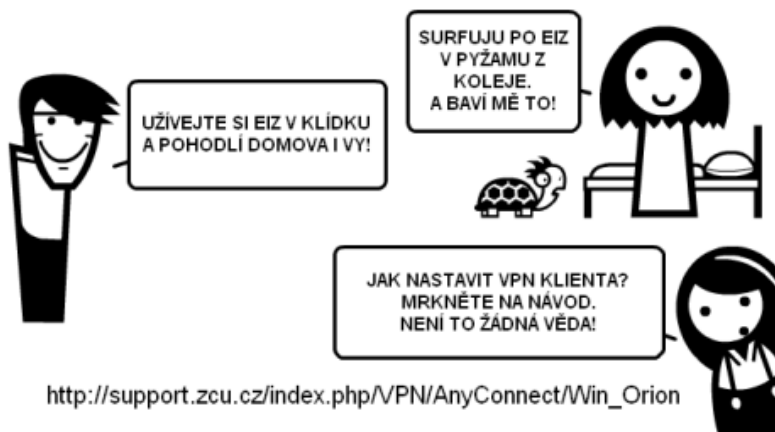 SURFUJU PO EIZ
V PYŽAMU Z
KOLEJE.
A BAVÍ MĚ TO!
UŽÍVEJTE SI EIZ V KLÍDKU
A POHODLÍ DOMOVA I VY!
JAK NASTAVIT VPN KLIENTA?
MRKNĚTE NA NÁVOD.
NENÍ TO ŽÁDNÁ VĚDA!
http://support.zcu.cz/index.php/VPN/AnyConnect/Win_Orion